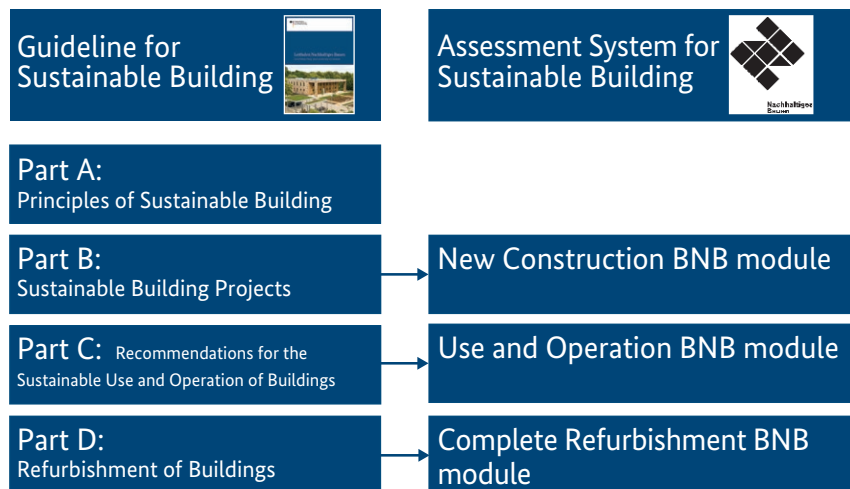 Guideline for
Sustainable Building
Assessment System for
Sustainable Building
Nachhaltiges
Part A:
Principles of Sustainable Building
Part B:
Sustainable Building Projects
New Construction BNB module
Part C: Recommendations for the
Sustainable Use and Operation of Buildings
Use and Operation BNB module
Part D:
Refurbishment of Buildings
Complete Refurbishment BNB
module